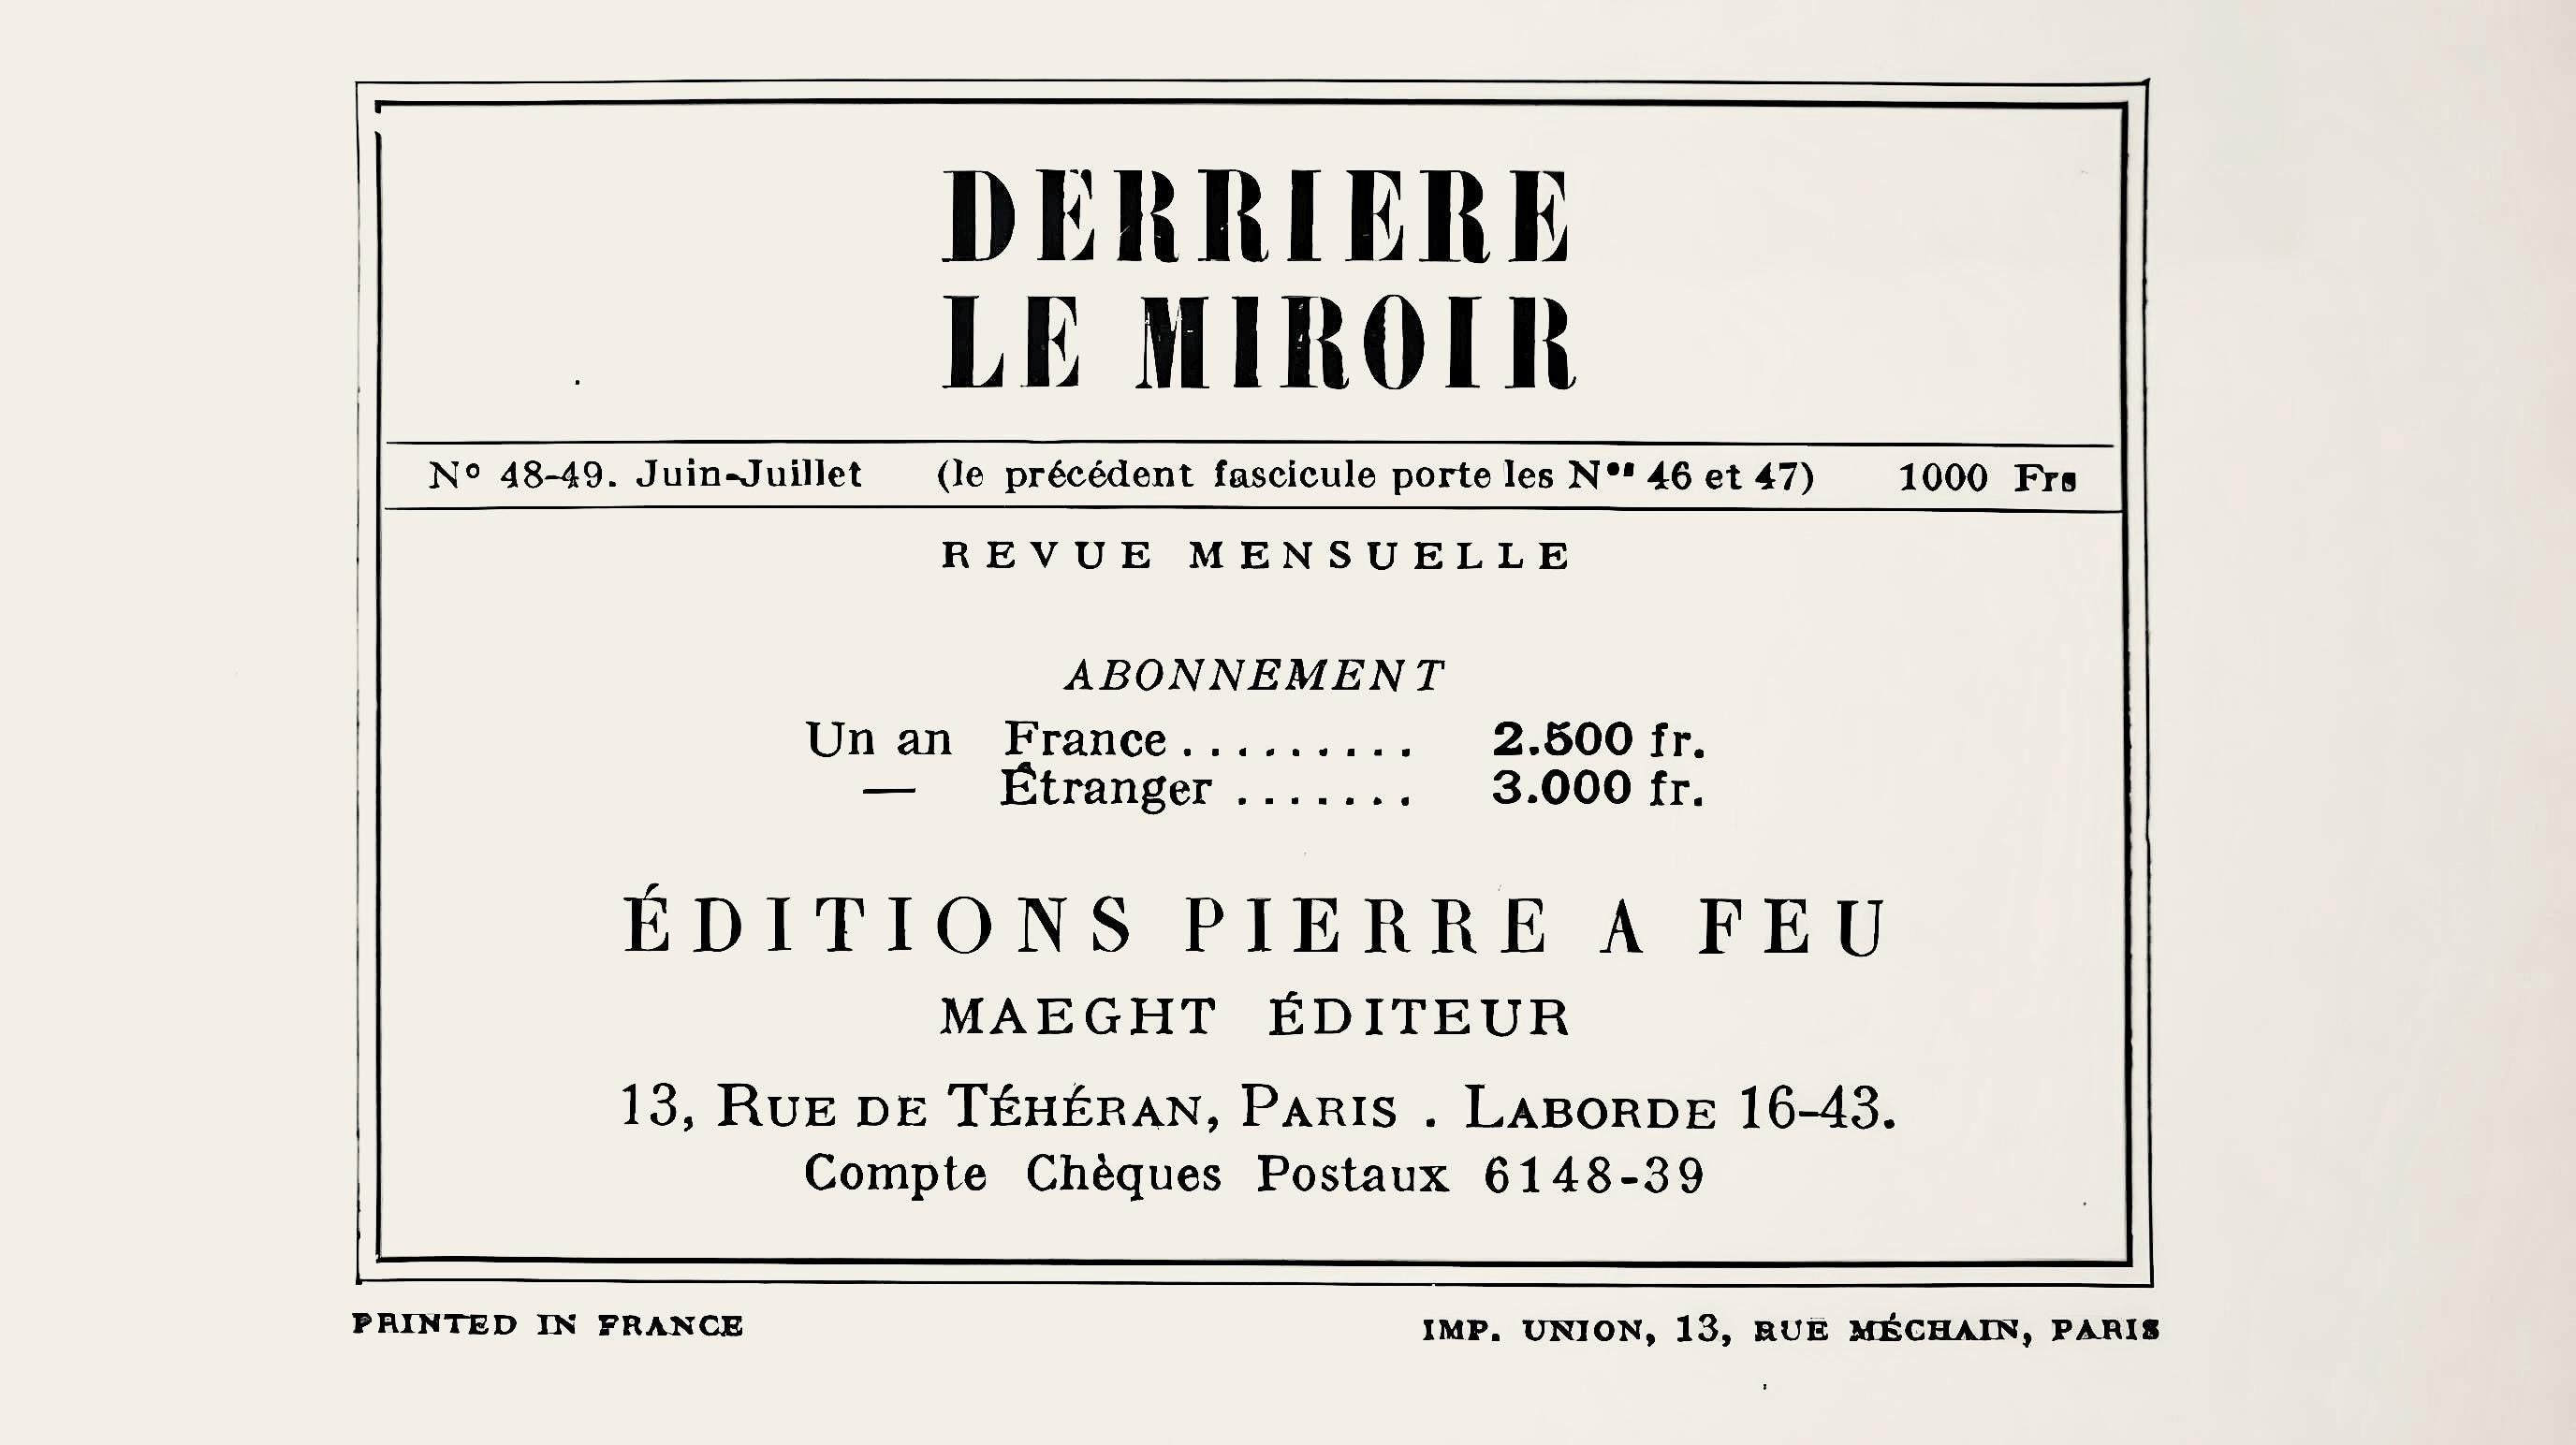 DERRIERE
LE MIROIR
Nº 48-49. Juin-Juillet (le précédent fascicule porte les Nos 46 et 47) 1000 Frs
REVUE MENSUELLE
ABONNEMENT
Un an France ......... 2.500 fr.
— Étranger ....... 3.000 fr.
ÉDITIONS PIERRE A FEU
MAEGHT ÉDITEUR
13, RUE DE TÉHÉRAN, PARIS . LABORDE 16-43.
Compte Chèques Postaux 6148-39
PRINTED IN FRANCE IMP. UNION, 13, RUE MÉCHAIN, PARIS